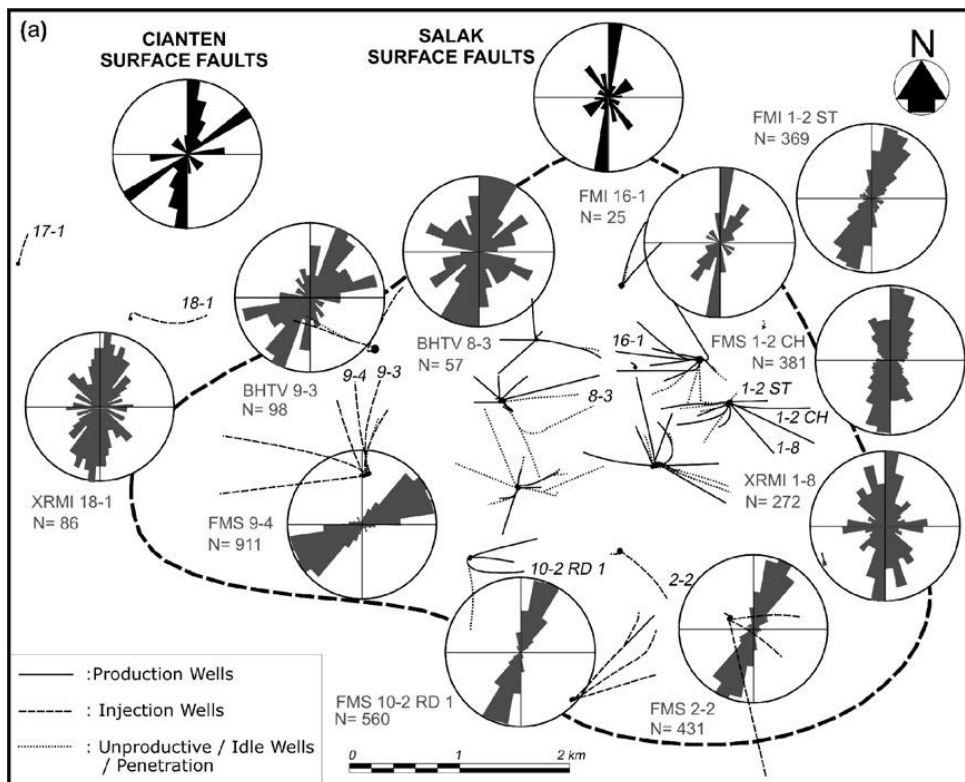 (a)
CIANTEN
SURFACE FAULTS
SALAK
SURFACE FAULTS
N
FMI 1-2 ST
N= 369
FMI 16-1
N= 25
17-1
18-1
BHTV 8-3
N= 57
FMS 1-2 CH
N= 381
16-1
BHTV 9-3
N= 98
9-4
9-3
8-3
1-2 ST
1-2 CH
1-8
XRMI 18-1
N= 86
FMS 9-4
N= 911
XRMI 1-8
N= 272
10-2 RD 1
2-2
FMS 10-2 RD 1
N= 560
FMS 2-2
N= 431
:Production Wells
: Injection Wells
: Unproductive / Idle Wells
/ Penetration
0 1 2 km